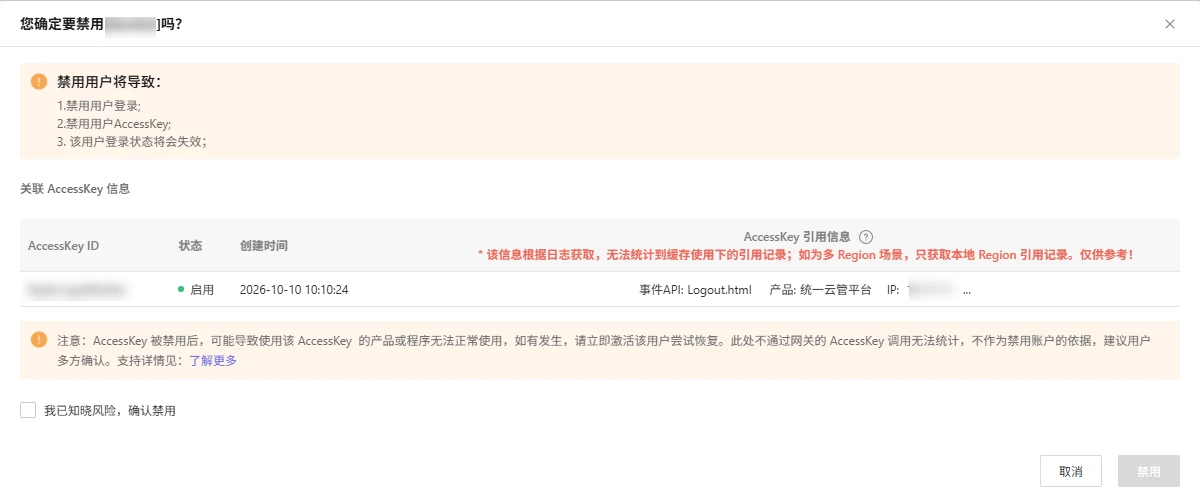 您确定要禁用 ]吗?
禁用用户将导致：
1.禁用用户登录;
2.禁用用户AccessKey;
3. 该用户登录状态将会失效；
关联 AccessKey 信息
AccessKey ID 状态 创建时间 AccessKey 引用信息 ?
* 该信息根据日志获取，无法统计到缓存使用下的引用记录；如为多 Region 场景，只获取本地 Region 引用记录。仅供参考！
启用 2026-10-10 10:10:24 事件API: Logout.html 产品: 统一云管平台 IP: ...
注意：AccessKey 被禁用后，可能导致使用该 AccessKey 的产品或程序无法正常使用，如有发生，请立即激活该用户尝试恢复。此处不通过网关的 AccessKey 调用无法统计，不作为禁用账户的依据，建议用户
多方确认。支持详情见：了解更多
我已知晓风险，确认禁用
取消 禁用